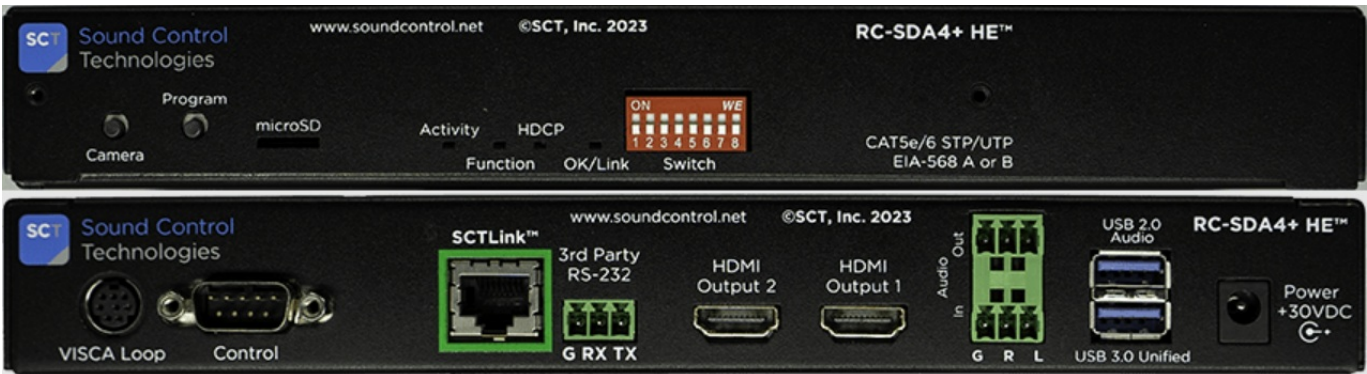 SCT
Sound Control
Technologies
www.soundcontrol.net ©SCT, Inc. 2023
RC-SDA4+ HE™
Program
Camera
microSD
Activity
HDCP
Function
OK/Link
ON WE
1 2 3 4 5 6 7 8
Switch
CAT5e/6 STP/UTP
EIA-568 A or B
SCT
Sound Control
Technologies
www.soundcontrol.net ©SCT, Inc. 2023
RC-SDA4+ HE™
VISCA Loop
Control
SCTLink™
3rd Party
RS-232
G RX TX
HDMI
Output 2
HDMI
Output 1
Audio
Out
In
G R L
USB 2.0
Audio
USB 3.0 Unified
Power
+30VDC